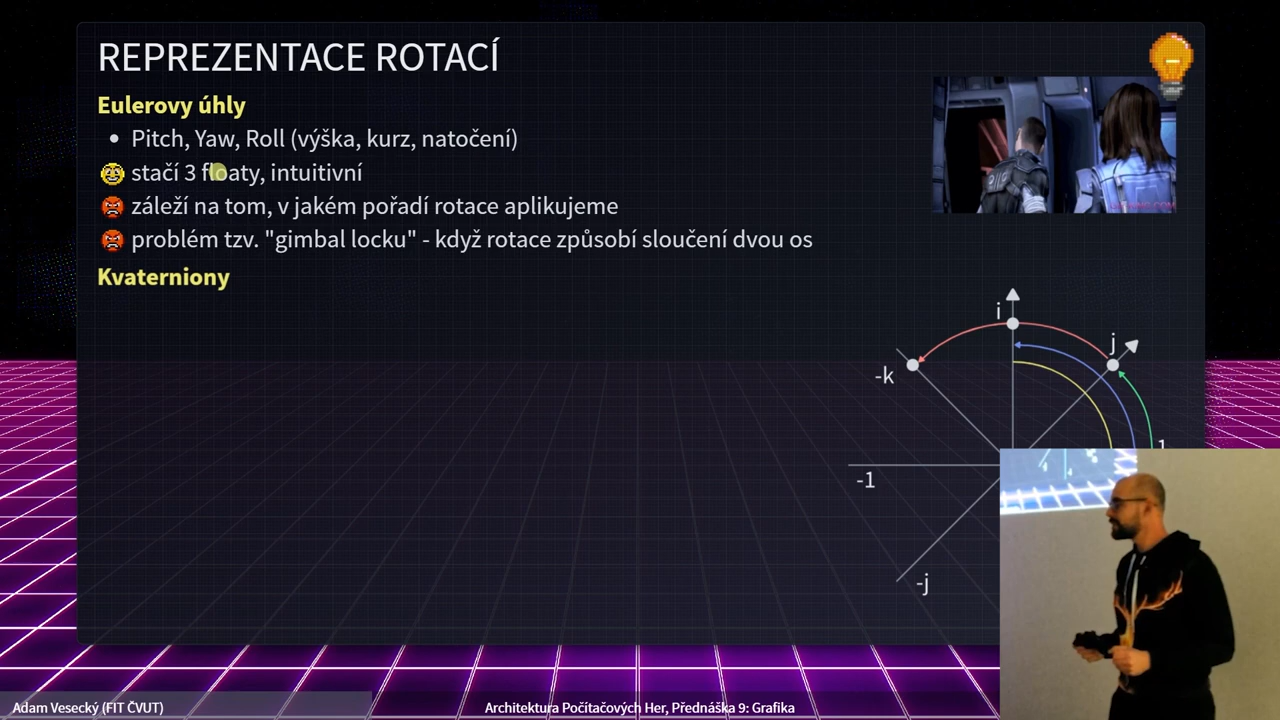 REPREZENTACE ROTACÍ
Eulerovy úhly
Pitch, Yaw, Roll (výška, kurz, natočení)
stačí 3 floaty, intuitivní
záleží na tom, v jakém pořadí rotace aplikujeme
problém tzv. "gimbal locku" - když rotace způsobí sloučení dvou os
Kvaterniony
i
j
-k
1
-1
-j
Adam Vesecký (FIT ČVUT)
Architektura Počítačových Her, Přednáška 9: Grafika